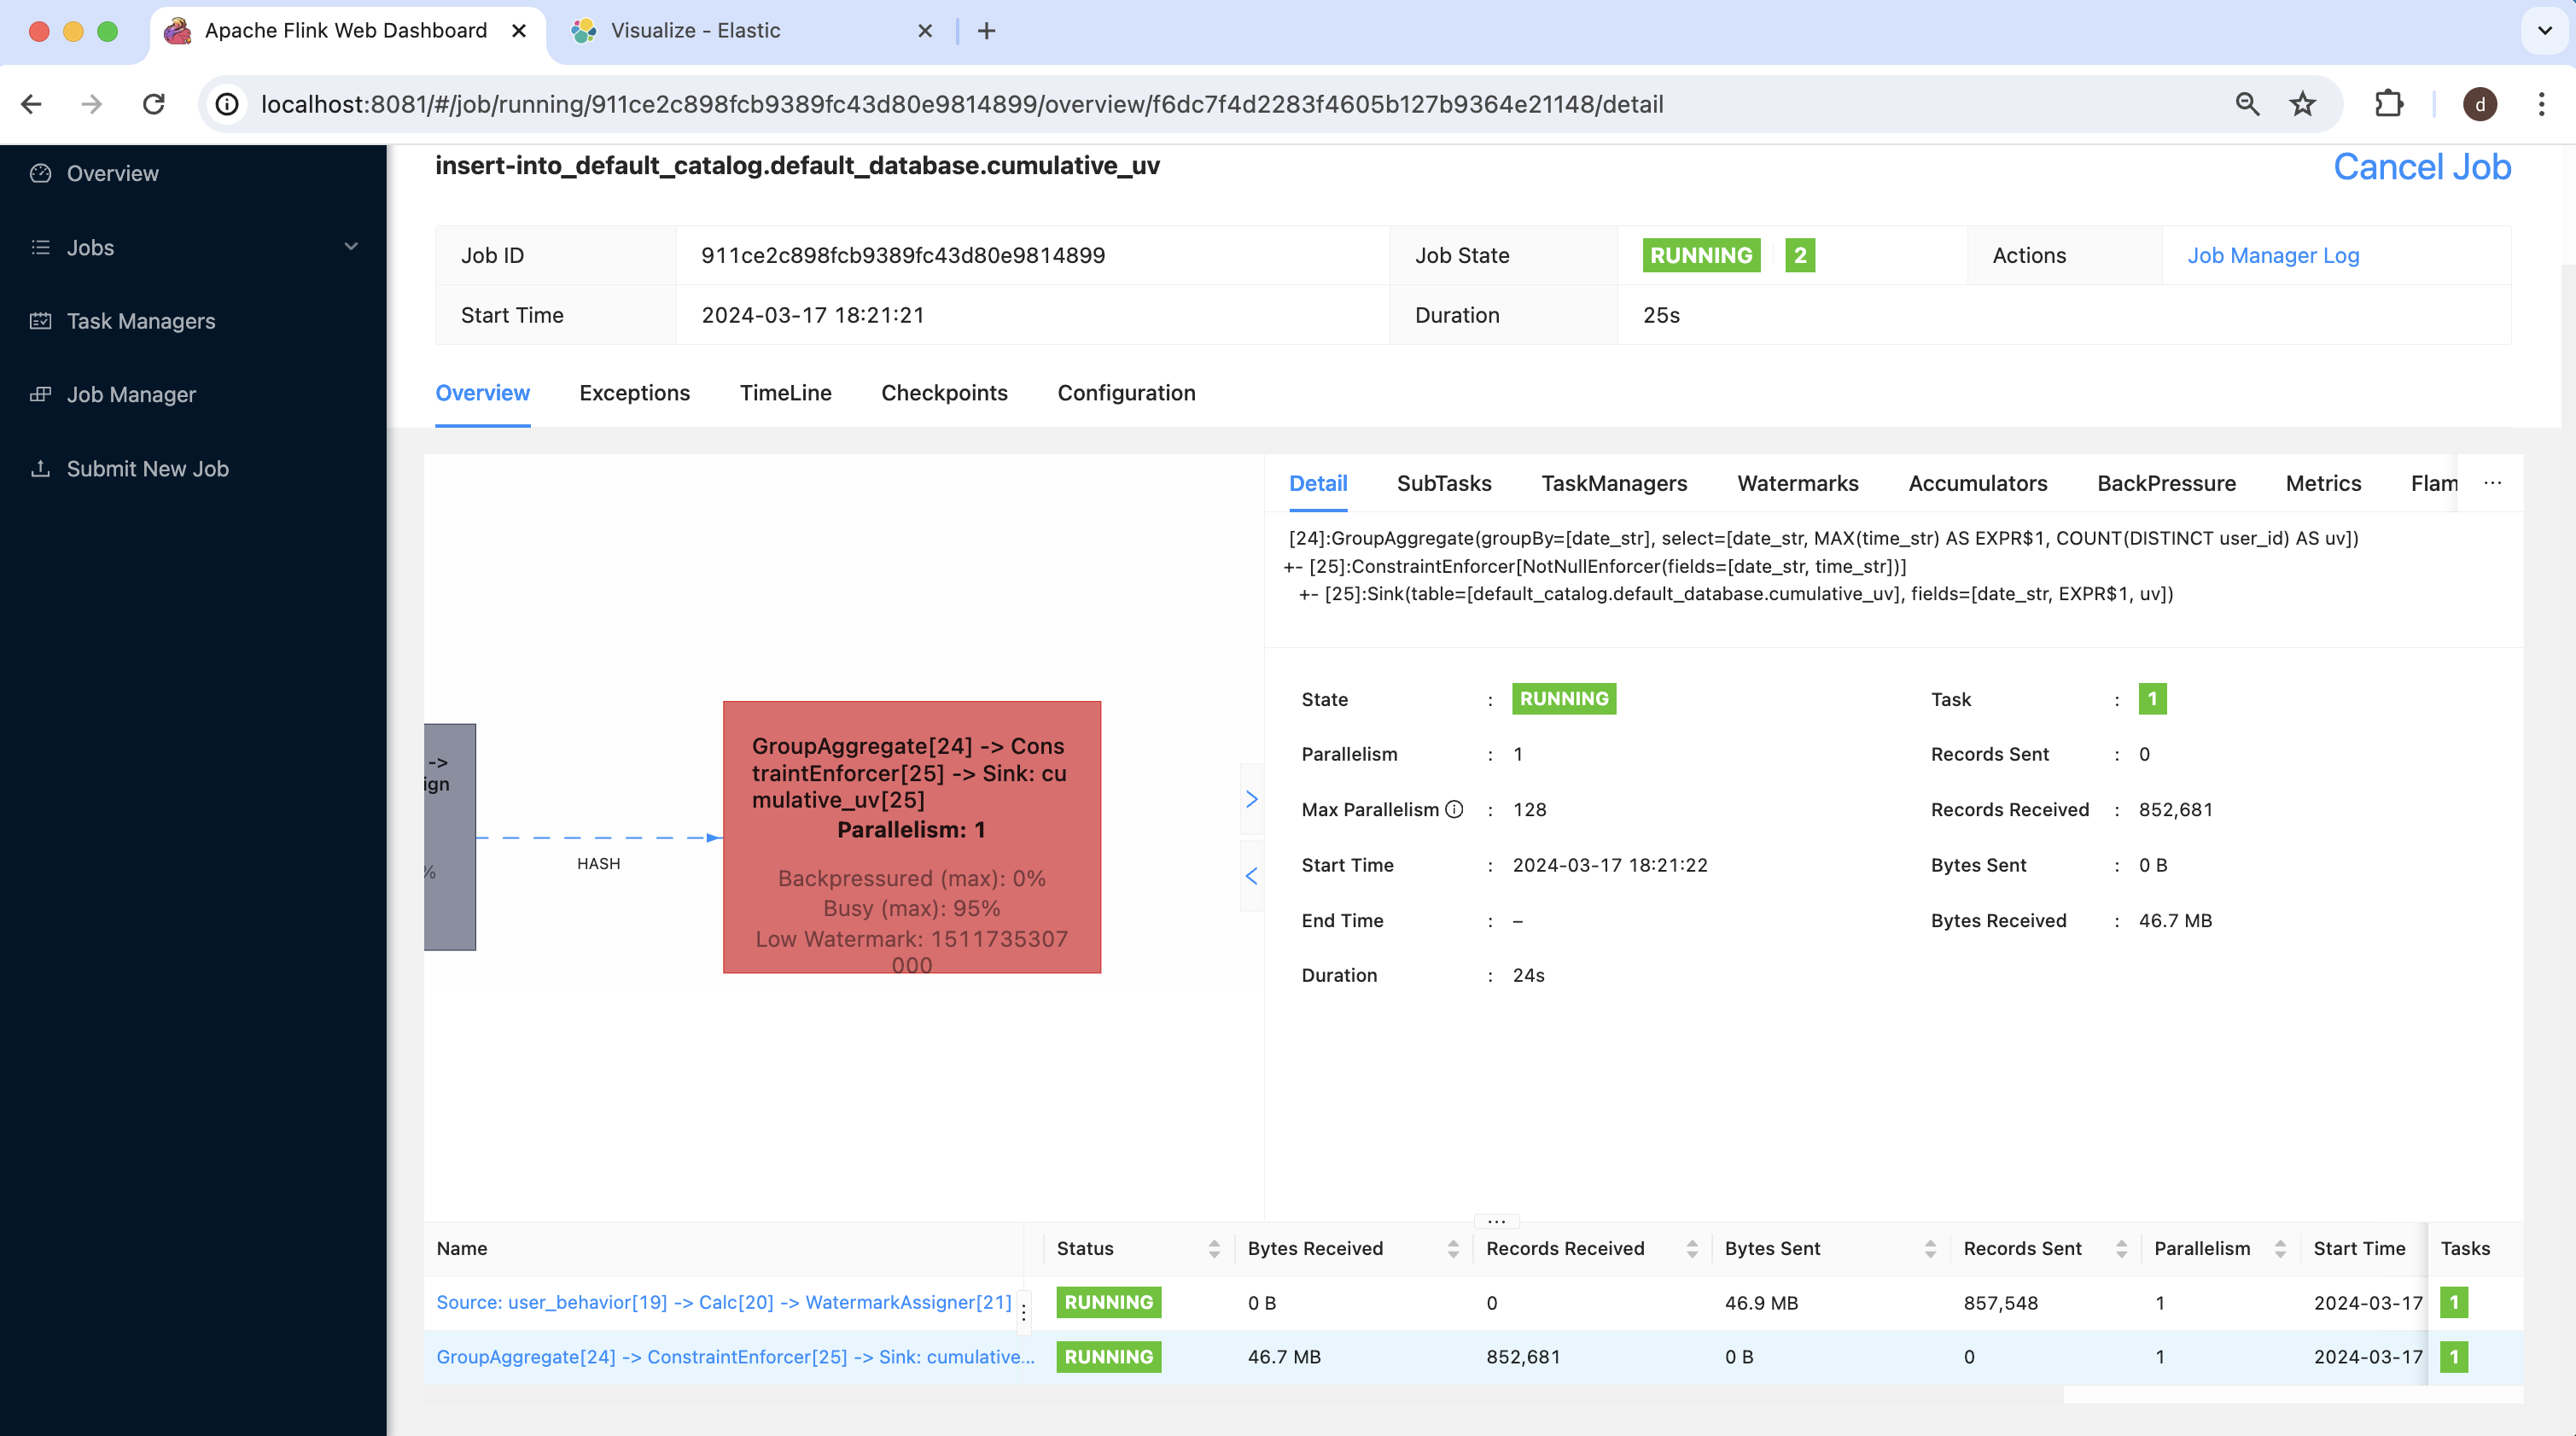 Apache Flink Web Dashboard
Visualize - Elastic
localhost:8081/#/job/running/911ce2c898fcb9389fc43d80e9814899/overview/f6dc7f4d2283f4605b127b9364e21148/detail
d
Overview
Jobs
Task Managers
Job Manager
Submit New Job
insert-into_default_catalog.default_database.cumulative_uv
Cancel Job
Job ID 911ce2c898fcb9389fc43d80e9814899 Job State RUNNING 2 Actions Job Manager Log
Start Time 2024-03-17 18:21:21 Duration 25s
Overview Exceptions TimeLine Checkpoints Configuration
->
ign
%
HASH
GroupAggregate[24] -> Cons
traintEnforcer[25] -> Sink: cu
mulative_uv[25]
Parallelism: 1
Backpressured (max): 0%
Busy (max): 95%
Low Watermark: 1511735307
000
Detail SubTasks TaskManagers Watermarks Accumulators BackPressure Metrics Flam ...
[24]:GroupAggregate(groupBy=[date_str], select=[date_str, MAX(time_str) AS EXPR$1, COUNT(DISTINCT user_id) AS uv])
+- [25]:ConstraintEnforcer[NotNullEnforcer(fields=[date_str, time_str])]
+- [25]:Sink(table=[default_catalog.default_database.cumulative_uv], fields=[date_str, EXPR$1, uv])
State : RUNNING Task : 1
Parallelism : 1 Records Sent : 0
Max Parallelism : 128 Records Received : 852,681
Start Time : 2024-03-17 18:21:22 Bytes Sent : 0 B
End Time : – Bytes Received : 46.7 MB
Duration : 24s
Name Status Bytes Received Records Received Bytes Sent Records Sent Parallelism Start Time Tasks
Source: user_behavior[19] -> Calc[20] -> WatermarkAssigner[21] RUNNING 0 B 0 46.9 MB 857,548 1 2024-03-17 1
GroupAggregate[24] -> ConstraintEnforcer[25] -> Sink: cumulative... RUNNING 46.7 MB 852,681 0 B 0 1 2024-03-17 1